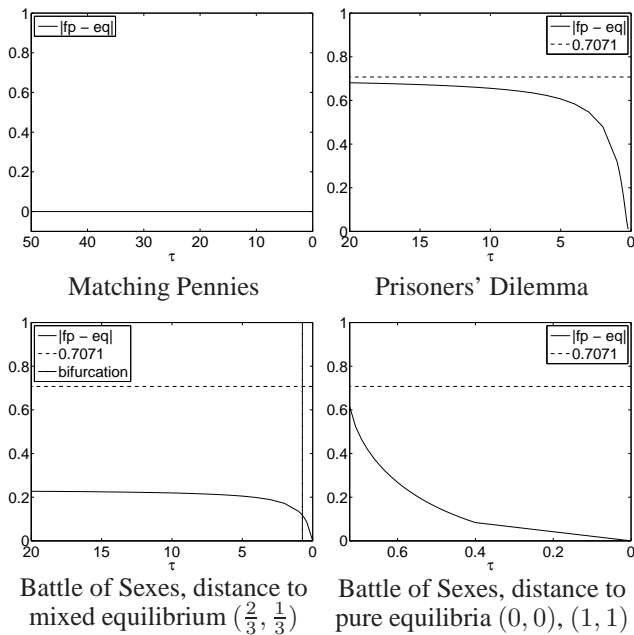 1
0.8
0.6
0.4
0.2
0
50 40 30 20 10 0
τ
|fp − eq|
Matching Pennies
1
0.8
0.6
0.4
0.2
0
20 15 10 5 0
τ
|fp − eq|
0.7071
Prisoners' Dilemma
1
0.8
0.6
0.4
0.2
0
20 15 10 5 0
τ
|fp − eq|
0.7071
bifurcation
Battle of Sexes, distance to
mixed equilibrium (2/3, 1/3)
1
0.8
0.6
0.4
0.2
0
0.6 0.4 0.2 0
τ
|fp − eq|
0.7071
Battle of Sexes, distance to
pure equilibria (0, 0), (1, 1)